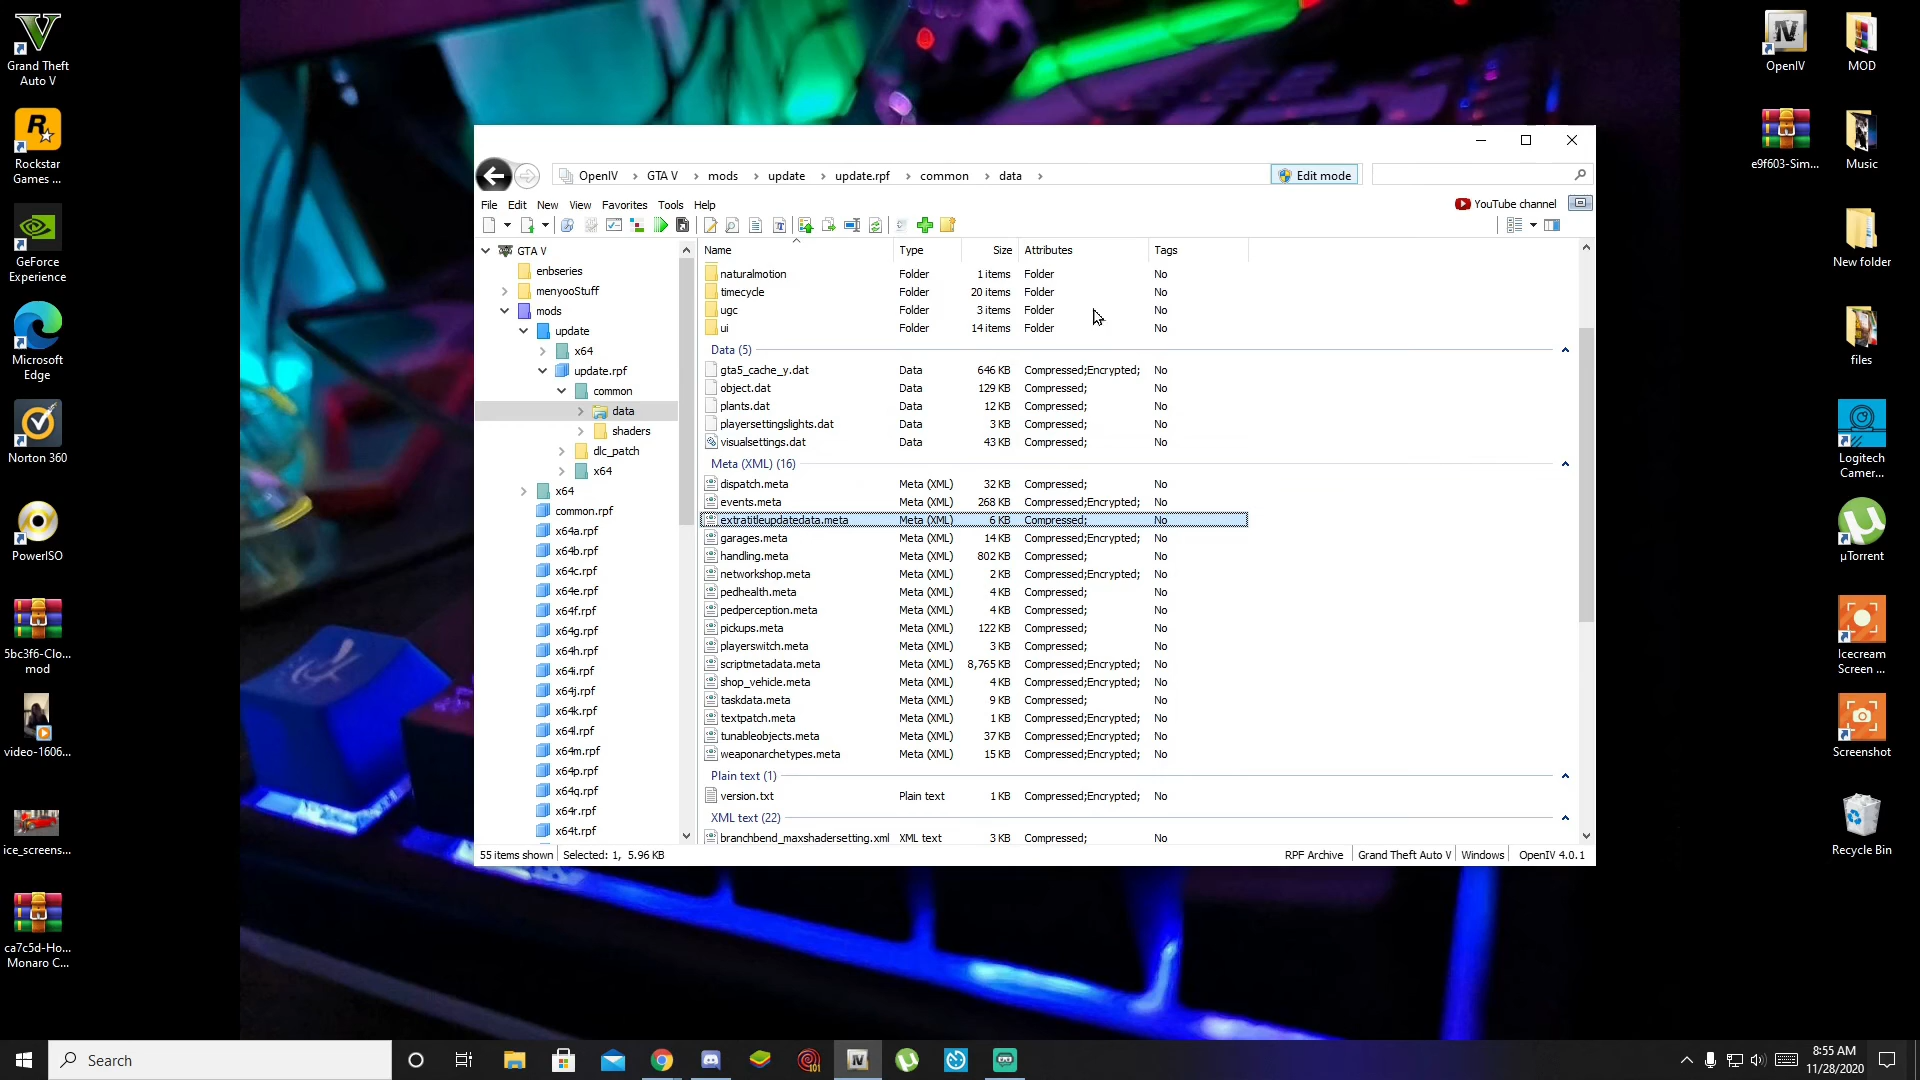 Grand Theft
Auto V
Rockstar
Games ...
GeForce
Experience
Microsoft
Edge
Norton 360
PowerISO
5bc3f6-Clo...
mod
video-1606...
ice_screens...
ca7c5d-Ho...
Monaro C...
OpenIV
MOD
e9f603-Sim...
Music
New folder
files
Logitech
Camer...
µTorrent
Icecream
Screen ...
Screenshot
Recycle Bin
OpenIV > GTA V > mods > update > update.rpf > common > data >
Edit mode
File Edit New View Favorites Tools Help
YouTube channel
GTA V
enbseries
menyooStuff
mods
update
x64
update.rpf
common
data
shaders
dlc_patch
x64
x64
common.rpf
x64a.rpf
x64b.rpf
x64c.rpf
x64e.rpf
x64f.rpf
x64g.rpf
x64h.rpf
x64i.rpf
x64j.rpf
x64k.rpf
x64l.rpf
x64m.rpf
x64p.rpf
x64q.rpf
x64r.rpf
x64t.rpf
Name Type Size Attributes Tags
naturalmotion Folder 1 items Folder No
timecycle Folder 20 items Folder No
ugc Folder 3 items Folder No
ui Folder 14 items Folder No
Data (5)
gta5_cache_y.dat Data 646 KB Compressed;Encrypted; No
object.dat Data 129 KB Compressed; No
plants.dat Data 12 KB Compressed; No
playersettingslights.dat Data 3 KB Compressed; No
visualsettings.dat Data 43 KB Compressed; No
Meta (XML) (16)
dispatch.meta Meta (XML) 32 KB Compressed; No
events.meta Meta (XML) 268 KB Compressed;Encrypted; No
extratitleupdatedata.meta Meta (XML) 6 KB Compressed; No
garages.meta Meta (XML) 14 KB Compressed;Encrypted; No
handling.meta Meta (XML) 802 KB Compressed; No
networkshop.meta Meta (XML) 2 KB Compressed;Encrypted; No
pedhealth.meta Meta (XML) 4 KB Compressed; No
pedperception.meta Meta (XML) 4 KB Compressed; No
pickups.meta Meta (XML) 122 KB Compressed; No
playerswitch.meta Meta (XML) 3 KB Compressed; No
scriptmetadata.meta Meta (XML) 8,765 KB Compressed;Encrypted; No
shop_vehicle.meta Meta (XML) 4 KB Compressed;Encrypted; No
taskdata.meta Meta (XML) 9 KB Compressed; No
textpatch.meta Meta (XML) 1 KB Compressed;Encrypted; No
tunableobjects.meta Meta (XML) 37 KB Compressed;Encrypted; No
weaponarchetypes.meta Meta (XML) 15 KB Compressed;Encrypted; No
Plain text (1)
version.txt Plain text 1 KB Compressed;Encrypted; No
XML text (22)
branchbend_maxshadersetting.xml XML text 3 KB Compressed; No
55 items shown Selected: 1, 5.96 KB RPF Archive Grand Theft Auto V Windows OpenIV 4.0.1
Search
8:55 AM
11/28/2020